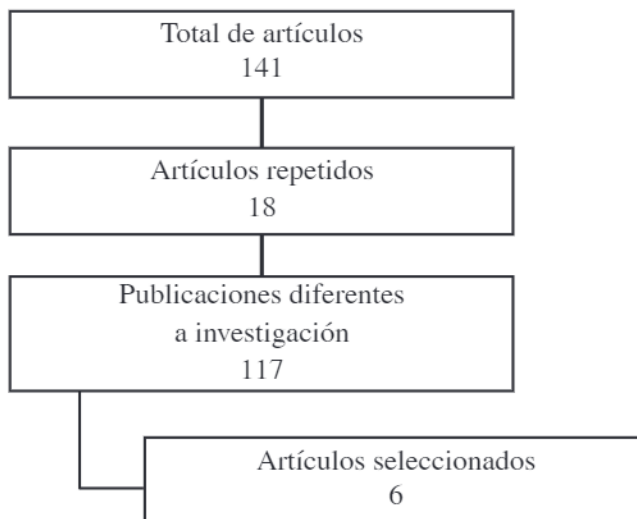 Total de artículos
141
Artículos repetidos
18
Publicaciones diferentes
a investigación
117
Artículos seleccionados
6